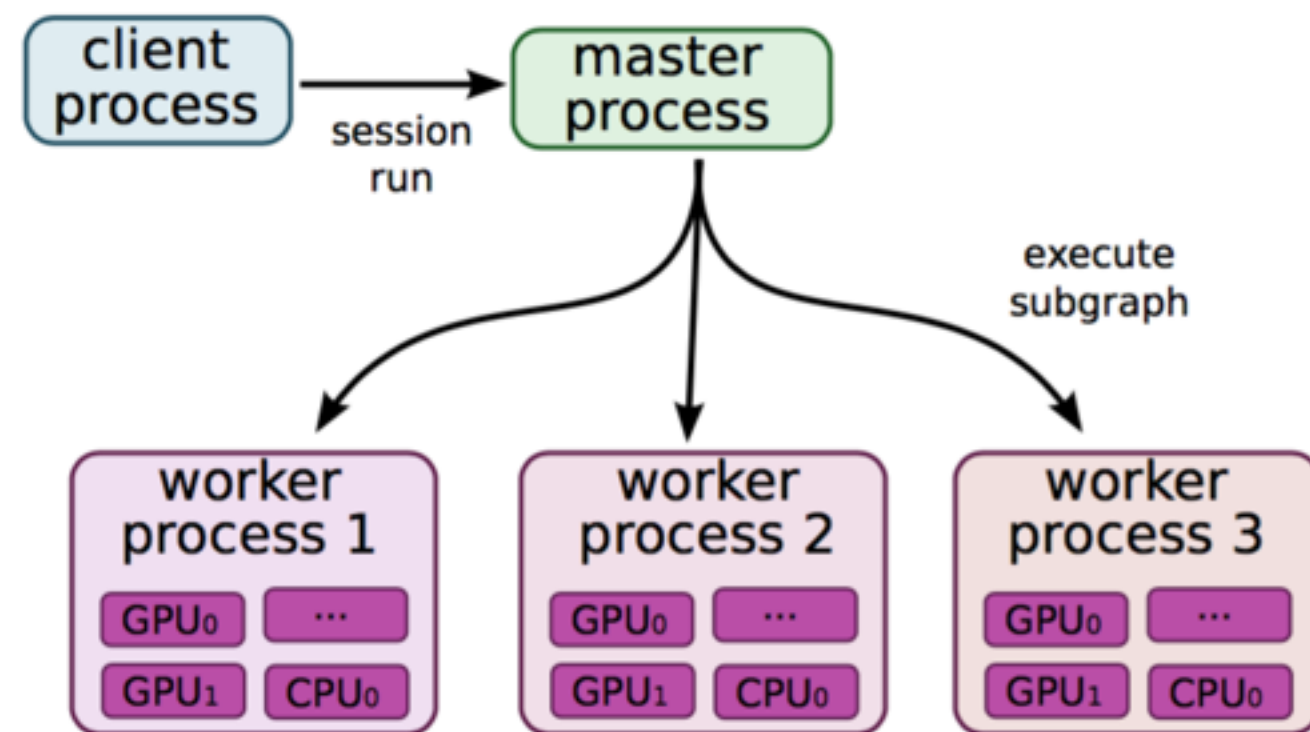 client
process
master
process
session
run
execute
subgraph
worker
process 1
GPU₀
...
GPU₁
CPU₀
worker
process 2
GPU₀
...
GPU₁
CPU₀
worker
process 3
GPU₀
...
GPU₁
CPU₀